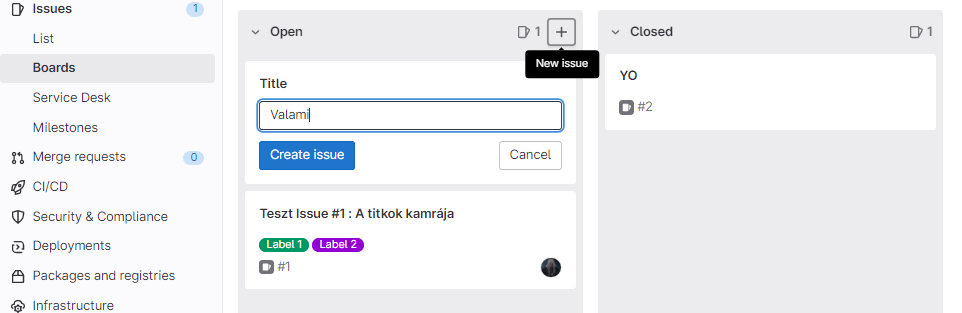 Issues 1
List
Boards
Service Desk
Milestones
Merge requests 0
CI/CD
Security & Compliance
Deployments
Packages and registries
Infrastructure
Open 1
New issue
Title
Valami
Create issue Cancel
Teszt Issue #1 : A titkok kamrája
Label 1 Label 2
#1
Closed 1
YO
#2